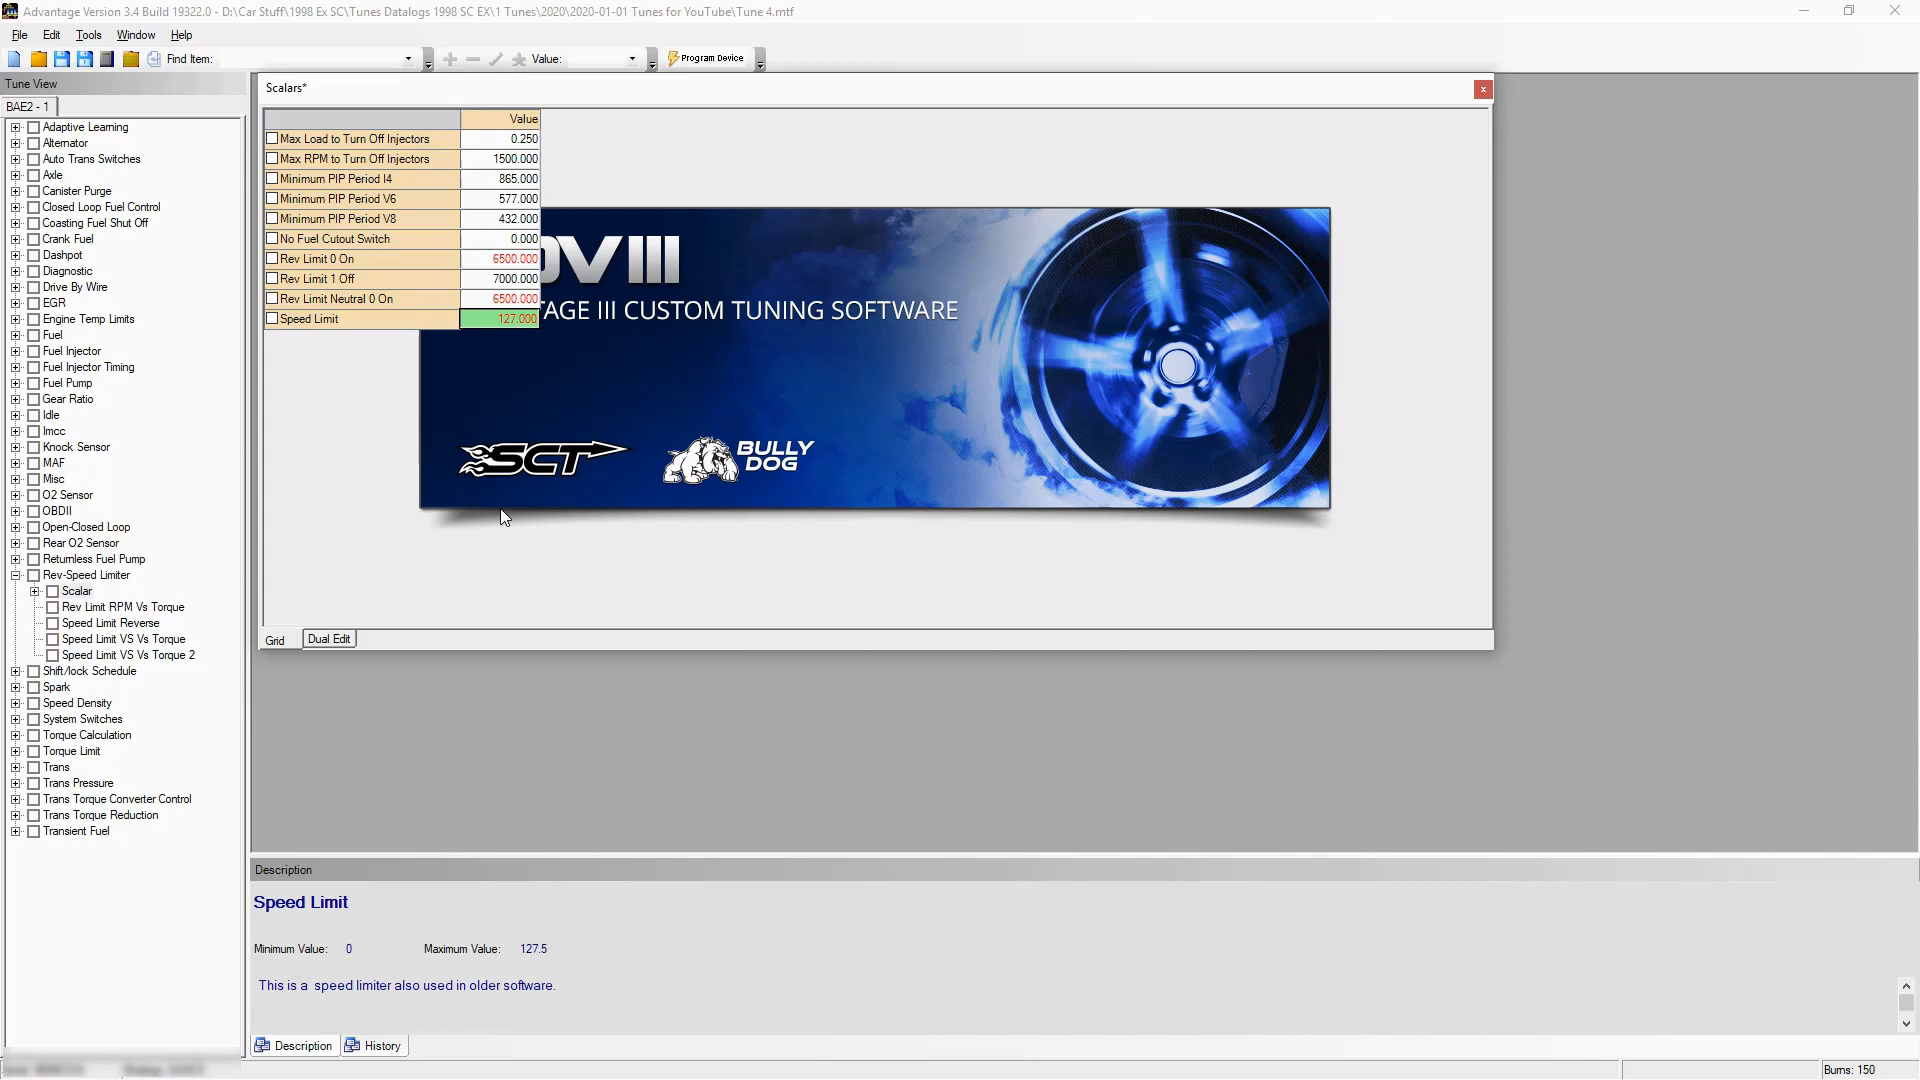 Advantage Version 3.4 Build 19322.0 - D:\Car Stuff\1998 Ex SC\Tunes Datalogs 1998 SC EX\1 Tunes\2020\2020-01-01 Tunes for YouTube\Tune 4.mtf
File Edit Tools Window Help
Find Item: Value: Program Device
Tune View
BAE2 - 1
Adaptive Learning
Alternator
Auto Trans Switches
Axle
Canister Purge
Closed Loop Fuel Control
Coasting Fuel Shut Off
Crank Fuel
Dashpot
Diagnostic
Drive By Wire
EGR
Engine Temp Limits
Fuel
Fuel Injector
Fuel Injector Timing
Fuel Pump
Gear Ratio
Idle
Imcc
Knock Sensor
MAF
Misc
O2 Sensor
OBDII
Open-Closed Loop
Rear O2 Sensor
Returnless Fuel Pump
Rev-Speed Limiter
Scalar
Rev Limit RPM Vs Torque
Speed Limit Reverse
Speed Limit VS Vs Torque
Speed Limit VS Vs Torque 2
Shift/lock Schedule
Spark
Speed Density
System Switches
Torque Calculation
Torque Limit
Trans
Trans Pressure
Trans Torque Converter Control
Trans Torque Reduction
Transient Fuel
Scalars*
Value
Max Load to Turn Off Injectors 0.250
Max RPM to Turn Off Injectors 1500.000
Minimum PIP Period I4 865.000
Minimum PIP Period V6 577.000
Minimum PIP Period V8 432.000
No Fuel Cutout Switch 0.000
Rev Limit 0 On 6500.000
Rev Limit 1 Off 7000.000
Rev Limit Neutral 0 On 6500.000
Speed Limit 127.000
DVIII
TAGE III CUSTOM TUNING SOFTWARE
SCT
BULLY DOG
Grid Dual Edit
Description
Speed Limit
Minimum Value: 0 Maximum Value: 127.5
This is a speed limiter also used in older software.
Description History
Burns: 150